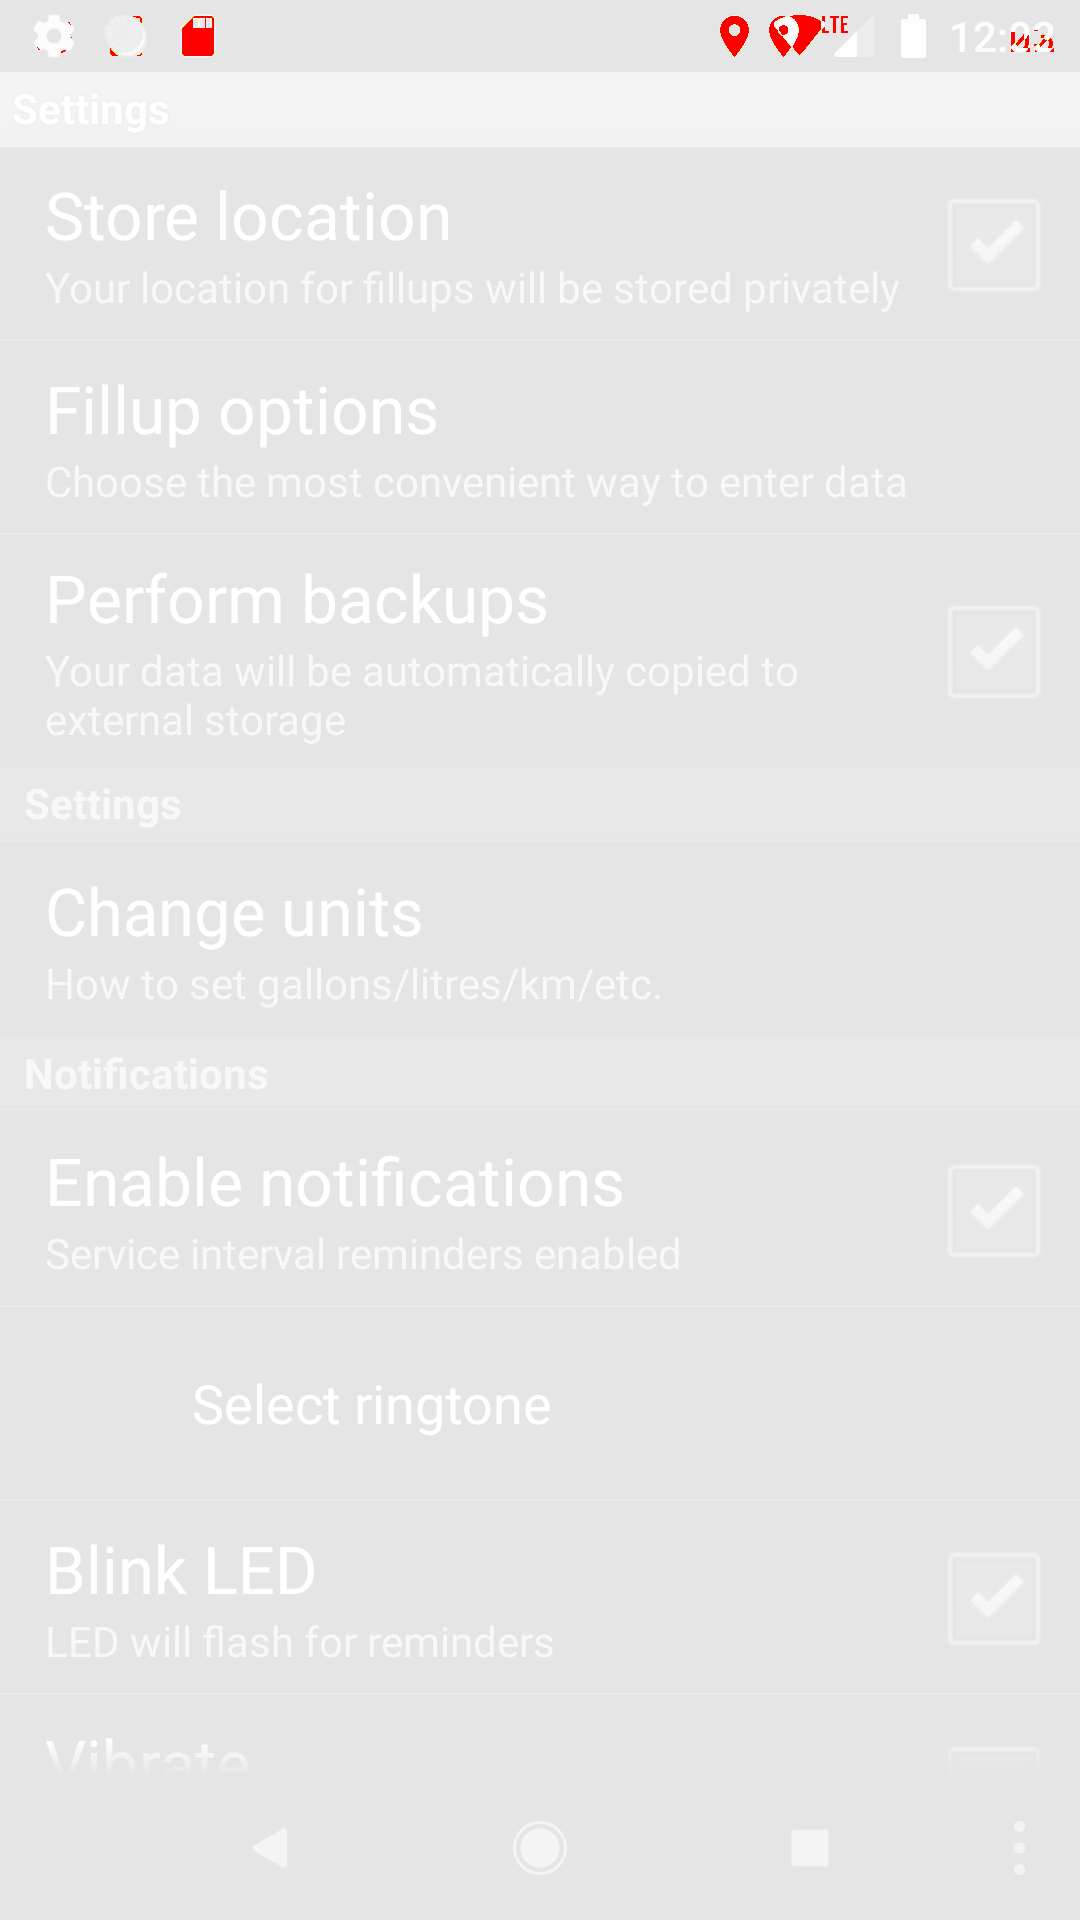 LTE
Settings
Store location
Your location for fillups will be stored privately
Fillup options
Choose the most convenient way to enter data
Perform backups
Your data will be automatically copied to
external storage
Settings
Change units
How to set gallons/litres/km/etc.
Notifications
Enable notifications
Service interval reminders enabled
Select ringtone
Blink LED
LED will flash for reminders
Vibrate